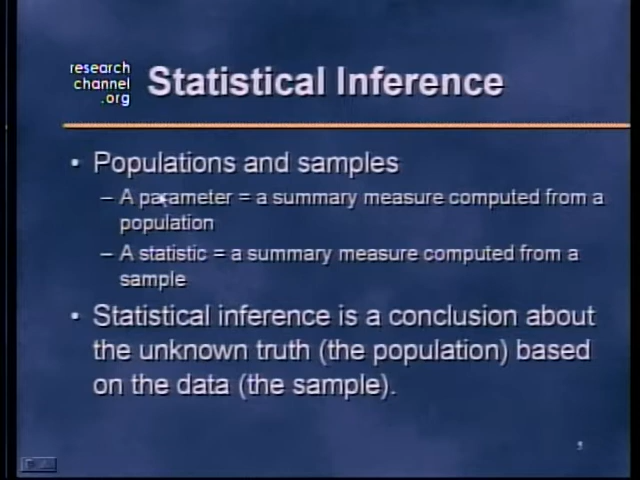 research
channel
.org
Statistical Inference
• Populations and samples
– A parameter = a summary measure computed from a
population
– A statistic = a summary measure computed from a
sample
• Statistical inference is a conclusion about
the unknown truth (the population) based
on the data (the sample).